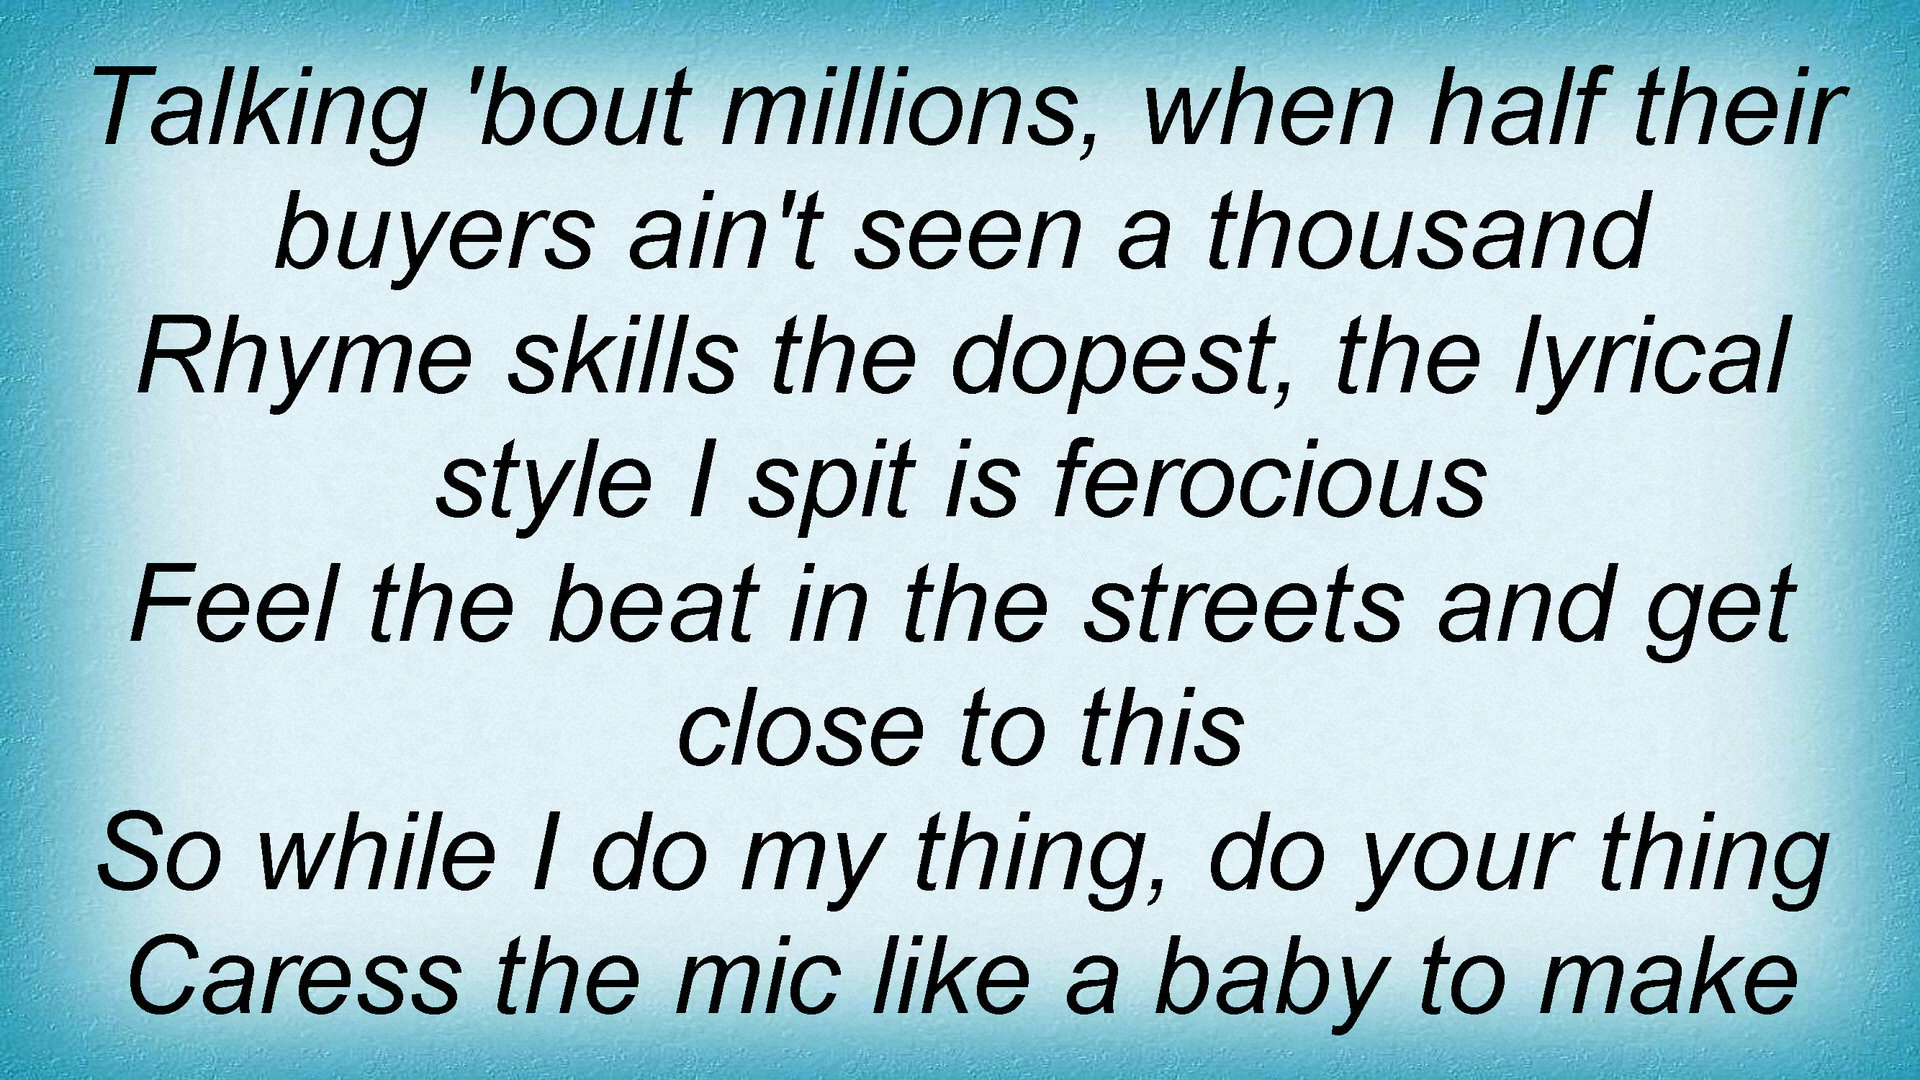 Talking 'bout millions, when half their
buyers ain't seen a thousand
Rhyme skills the dopest, the lyrical
style I spit is ferocious
Feel the beat in the streets and get
close to this
So while I do my thing, do your thing
Caress the mic like a baby to make